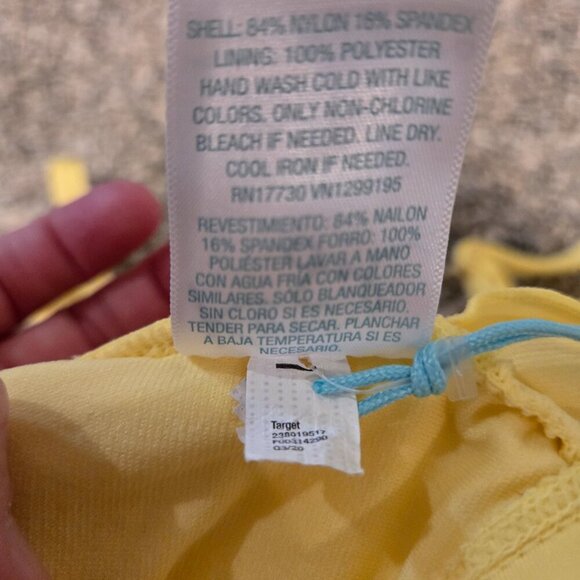 SHELL: 84% NYLON 16% SPANDEX
LINING: 100% POLYESTER
HAND WASH COLD WITH LIKE
COLORS. ONLY NON-CHLORINE
BLEACH IF NEEDED. LINE DRY.
COOL IRON IF NEEDED.
RN17730 VN1299195
REVESTIMIENTO: 84% NAILON
16% SPANDEX FORRO: 100%
POLIÉSTER LAVAR A MANO
CON AGUA FRÍA CON COLORES
SIMILARES. SÓLO BLANQUEADOR
SIN CLORO SI ES NECESARIO.
TENDER PARA SECAR. PLANCHAR
A BAJA TEMPERATURA SI ES
NECESARIO.
Target
238019517
F00314290
03/20